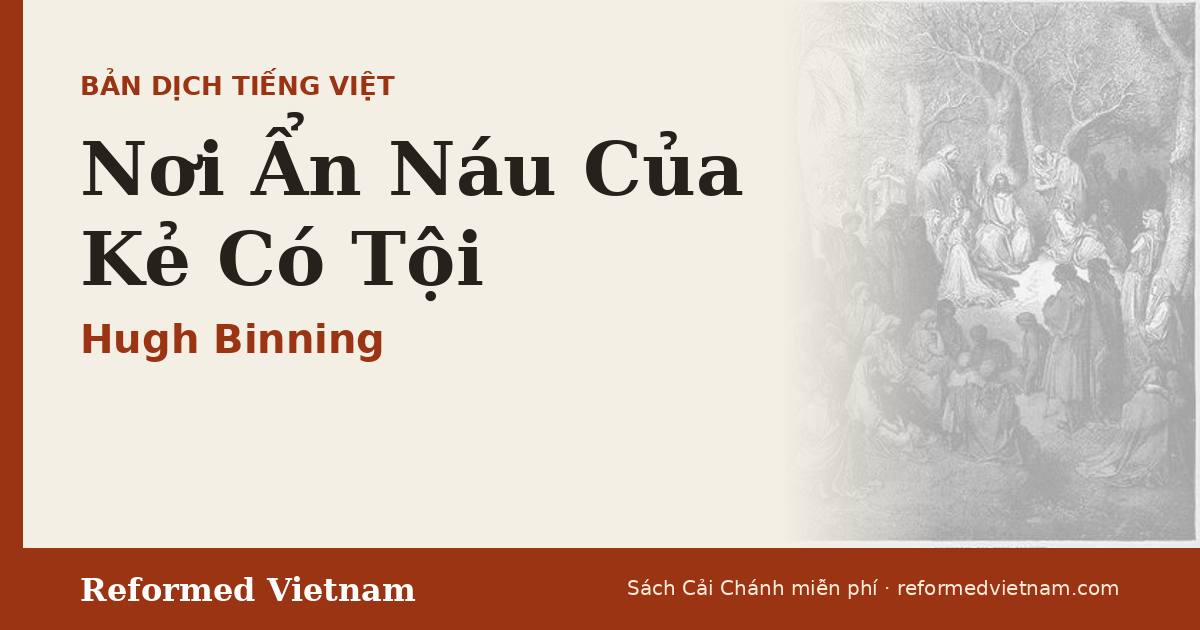 BẢN DỊCH TIẾNG VIỆT
Nơi Ẩn Náu Của
Kẻ Có Tội
Hugh Binning
Reformed Vietnam
Sách Cải Chánh miễn phí · reformedvietnam.com